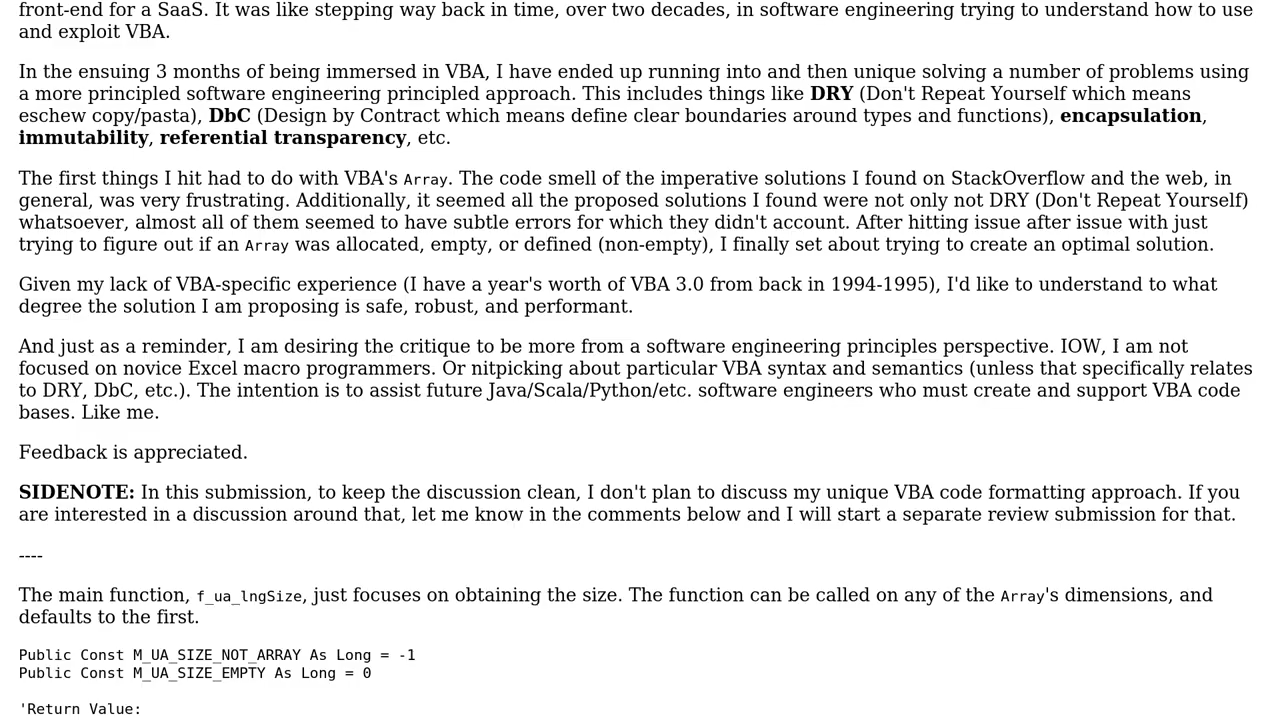 front-end for a SaaS. It was like stepping way back in time, over two decades, in software engineering trying to understand how to use
and exploit VBA.
In the ensuing 3 months of being immersed in VBA, I have ended up running into and then unique solving a number of problems using
a more principled software engineering principled approach. This includes things like DRY (Don't Repeat Yourself which means
eschew copy/pasta), DbC (Design by Contract which means define clear boundaries around types and functions), encapsulation,
immutability, referential transparency, etc.
The first things I hit had to do with VBA's Array. The code smell of the imperative solutions I found on StackOverflow and the web, in
general, was very frustrating. Additionally, it seemed all the proposed solutions I found were not only not DRY (Don't Repeat Yourself)
whatsoever, almost all of them seemed to have subtle errors for which they didn't account. After hitting issue after issue with just
trying to figure out if an Array was allocated, empty, or defined (non-empty), I finally set about trying to create an optimal solution.
Given my lack of VBA-specific experience (I have a year's worth of VBA 3.0 from back in 1994-1995), I'd like to understand to what
degree the solution I am proposing is safe, robust, and performant.
And just as a reminder, I am desiring the critique to be more from a software engineering principles perspective. IOW, I am not
focused on novice Excel macro programmers. Or nitpicking about particular VBA syntax and semantics (unless that specifically relates
to DRY, DbC, etc.). The intention is to assist future Java/Scala/Python/etc. software engineers who must create and support VBA code
bases. Like me.
Feedback is appreciated.
SIDENOTE: In this submission, to keep the discussion clean, I don't plan to discuss my unique VBA code formatting approach. If you
are interested in a discussion around that, let me know in the comments below and I will start a separate review submission for that.
----
The main function, f_ua_lngSize, just focuses on obtaining the size. The function can be called on any of the Array's dimensions, and
defaults to the first.
Public Const M_UA_SIZE_NOT_ARRAY As Long = -1
Public Const M_UA_SIZE_EMPTY As Long = 0
'Return Value: